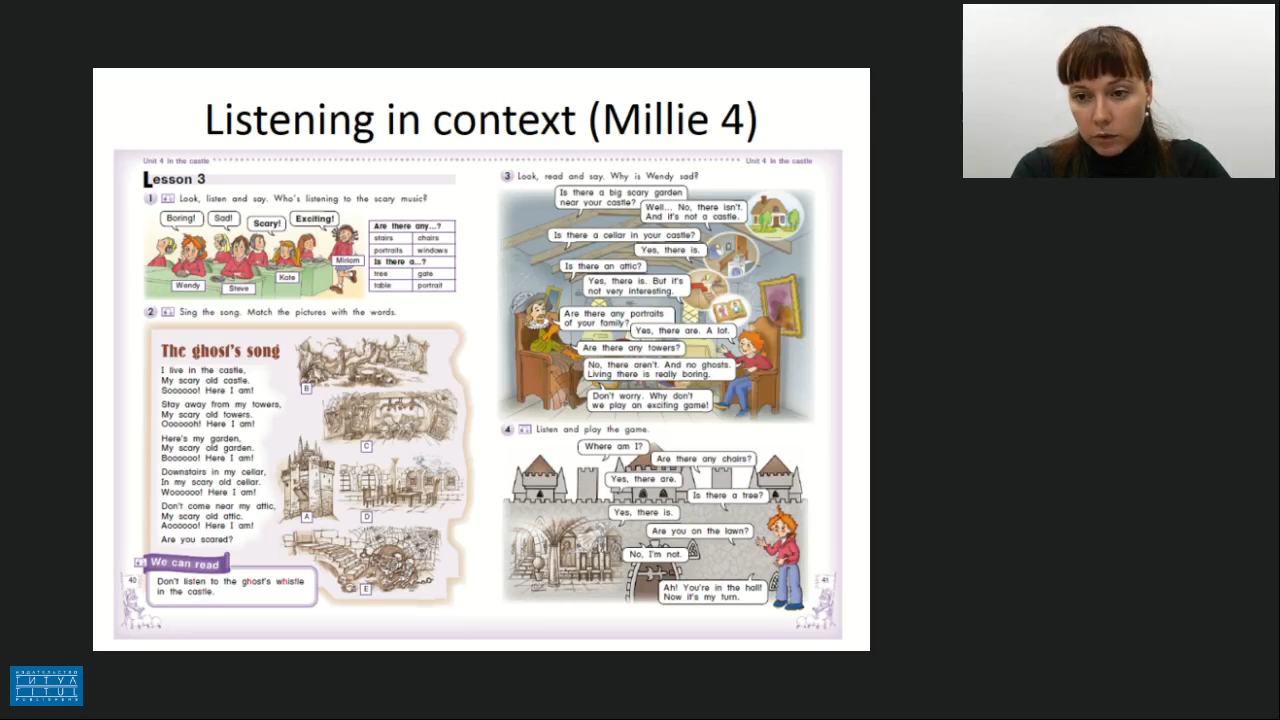 Listening in context (Millie 4)
Unit 4 In the castle
Unit 4 In the castle
Lesson 3
1 Look, listen and say. Who's listening to the scary music?
Boring!
Sad!
Scary!
Exciting!
Miriam
Kate
Wendy
Steve
Are there any...?
stairs chairs
portraits windows
Is there a...?
tree gate
table portrait
2 Sing the song. Match the pictures with the words.
The ghost's song
I live in the castle,
My scary old castle.
Soooooo! Here I am!
Stay away from my towers,
My scary old towers.
Ooooooh! Here I am!
Here's my garden,
My scary old garden.
Boooooo! Here I am!
Downstairs in my cellar,
In my scary old cellar.
Woooooo! Here I am!
Don't come near my attic,
My scary old attic.
Aoooooo! Here I am!
Are you scared?
B
C
A
D
E
We can read
Don't listen to the ghost's whistle
in the castle.
40
3 Look, read and say. Why is Wendy sad?
Is there a big scary garden
near your castle?
Well... No, there isn't.
And it's not a castle.
Is there a cellar in your castle?
Yes, there is.
Is there an attic?
Yes, there is. But it's
not very interesting.
Are there any portraits
of your family?
Yes, there are. A lot.
Are there any towers?
No, there aren't. And no ghosts.
Living there is really boring.
Don't worry. Why don't
we play an exciting game!
4 Listen and play the game.
Where am I?
Are there any chairs?
Yes, there are.
Is there a tree?
Yes, there is.
Are you on the lawn?
No, I'm not.
Ah! You're in the hall!
Now it's my turn.
41
ИЗДАТЕЛЬСТВО
ТИТУЛ
TITUL
PUBLISHERS